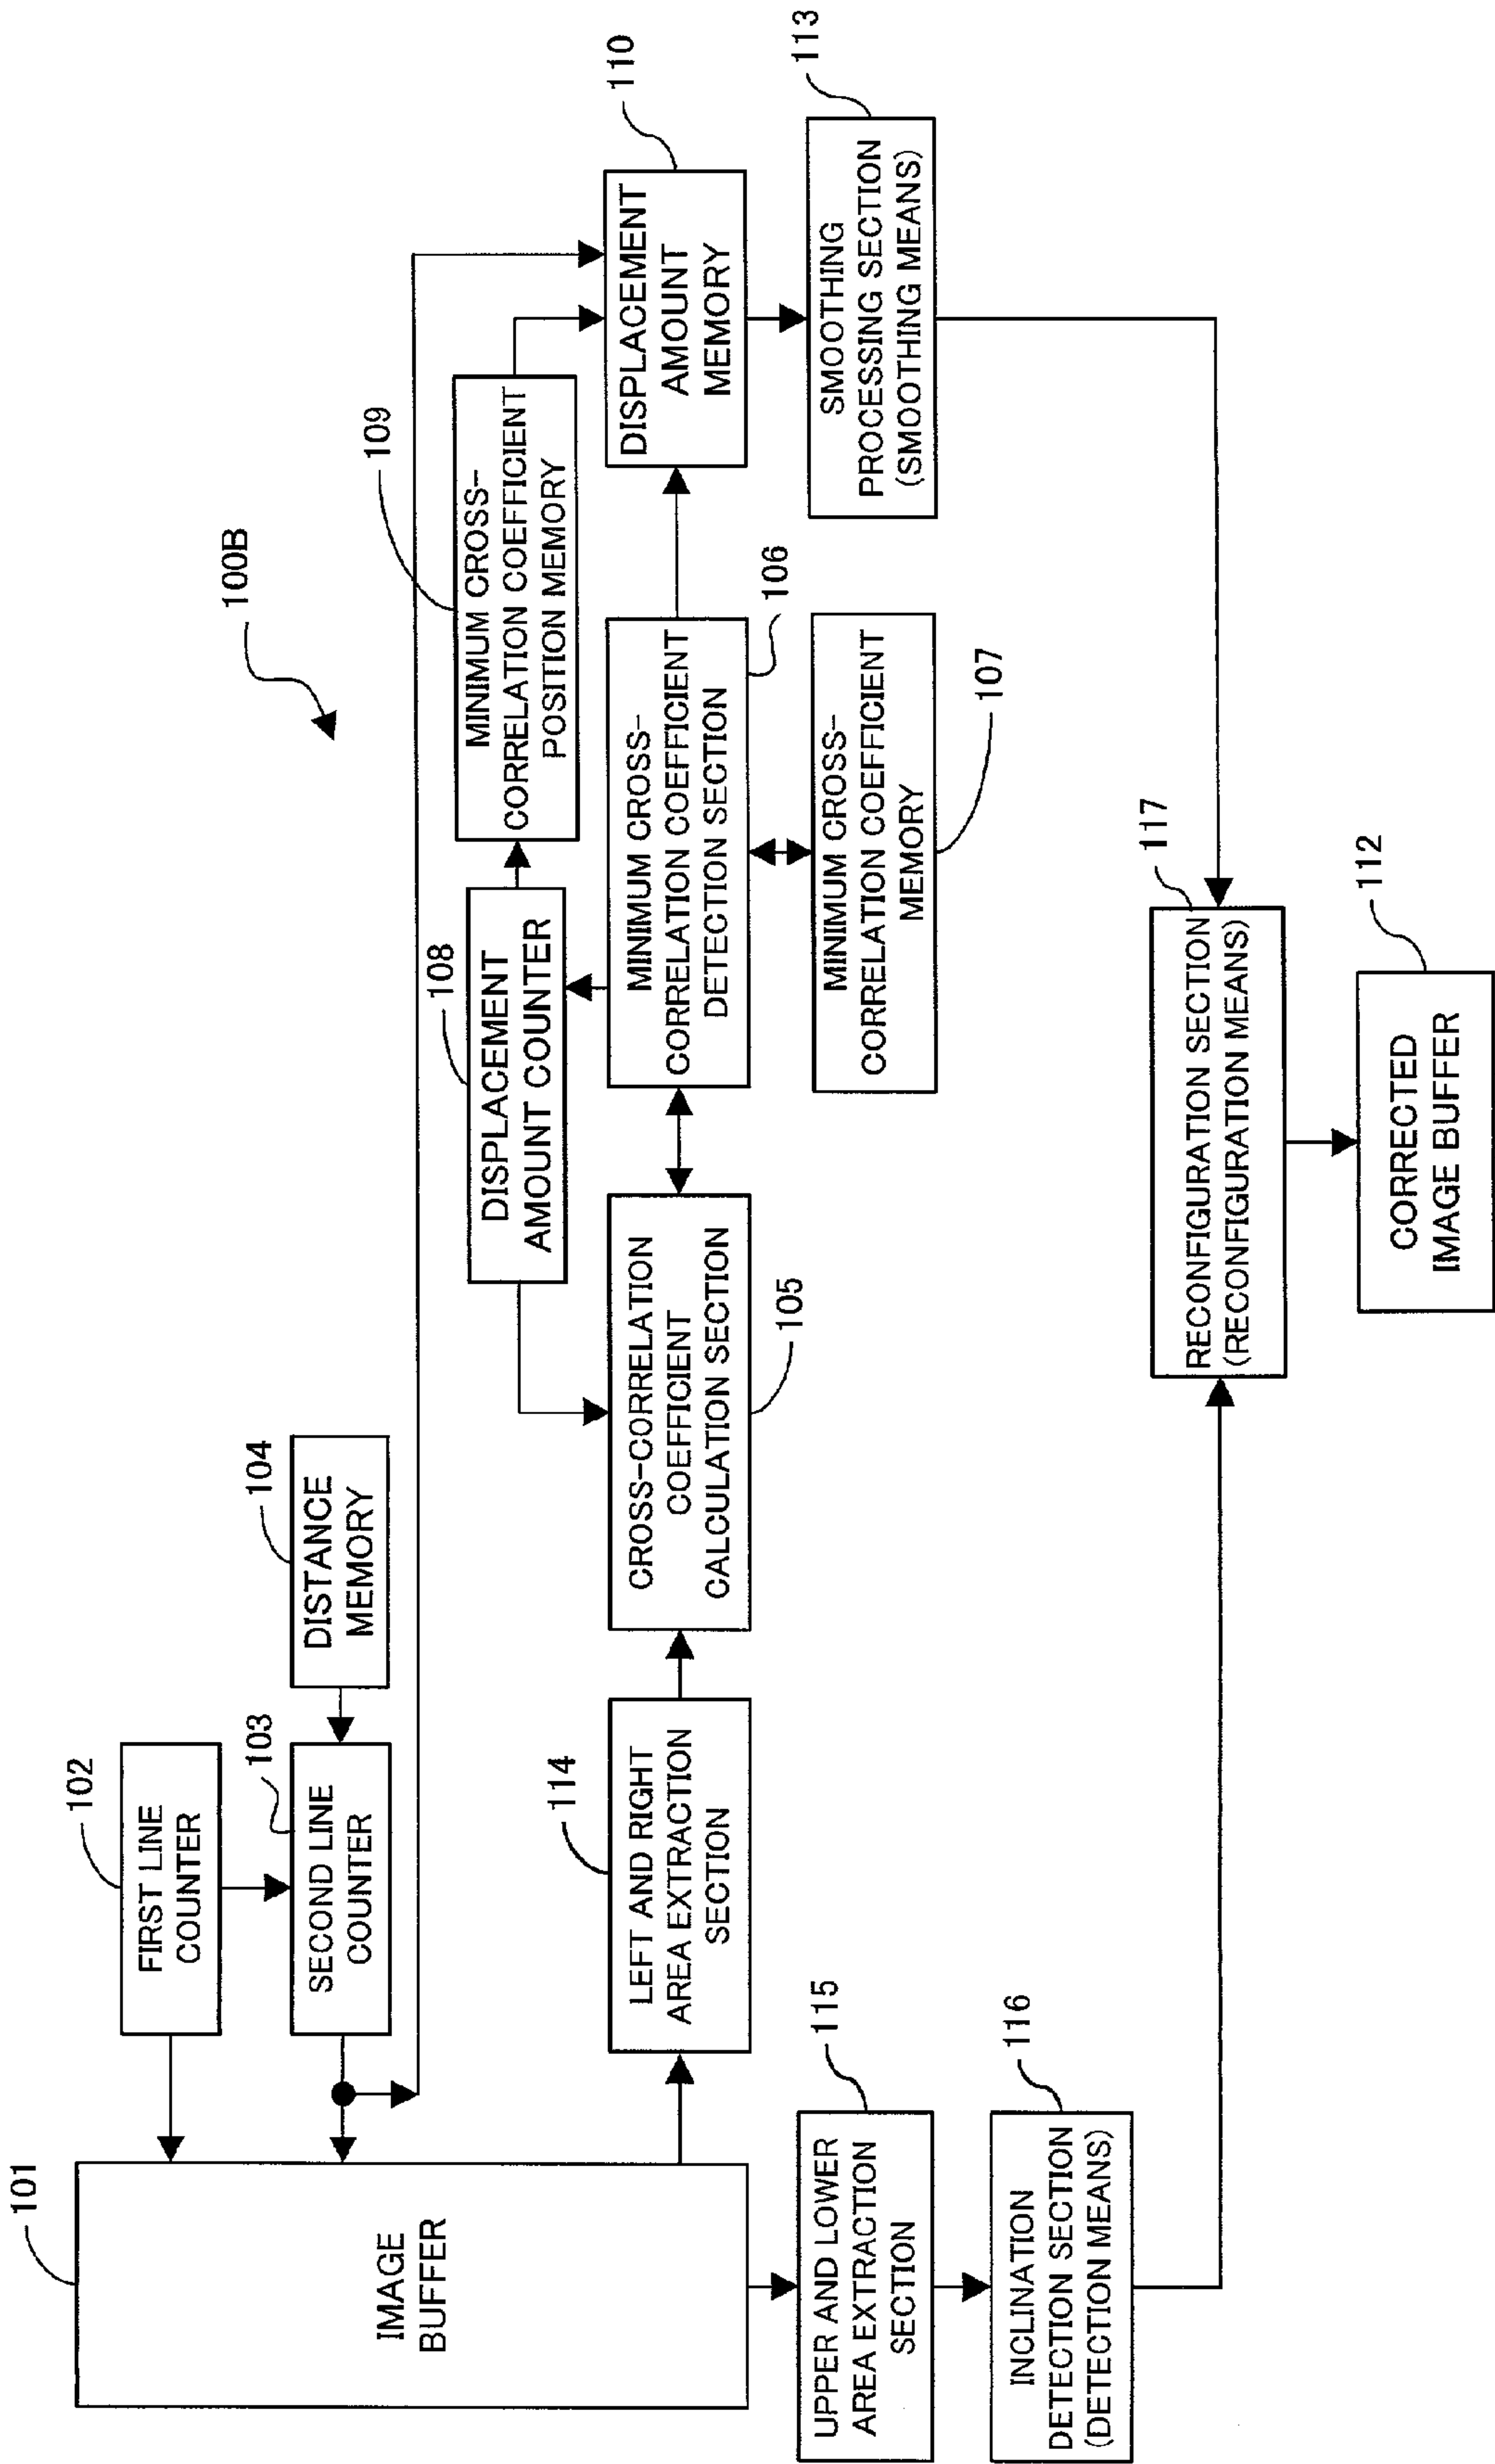 100B
101
IMAGE
BUFFER
102
FIRST LINE
COUNTER
103
SECOND LINE
COUNTER
104
DISTANCE
MEMORY
114
LEFT AND RIGHT
AREA EXTRACTION
SECTION
105
CROSS-CORRELATION
COEFFICIENT
CALCULATION SECTION
108
DISPLACEMENT
AMOUNT COUNTER
109
MINIMUM CROSS-
CORRELATION COEFFICIENT
POSITION MEMORY
106
MINIMUM CROSS-
CORRELATION COEFFICIENT
DETECTION SECTION
107
MINIMUM CROSS-
CORRELATION COEFFICIENT
MEMORY
110
DISPLACEMENT
AMOUNT
MEMORY
113
SMOOTHING
PROCESSING SECTION
(SMOOTHING MEANS)
115
UPPER AND LOWER
AREA EXTRACTION
SECTION
116
INCLINATION
DETECTION SECTION
(DETECTION MEANS)
117
RECONFIGURATION SECTION
(RECONFIGURATION MEANS)
112
CORRECTED
IMAGE BUFFER